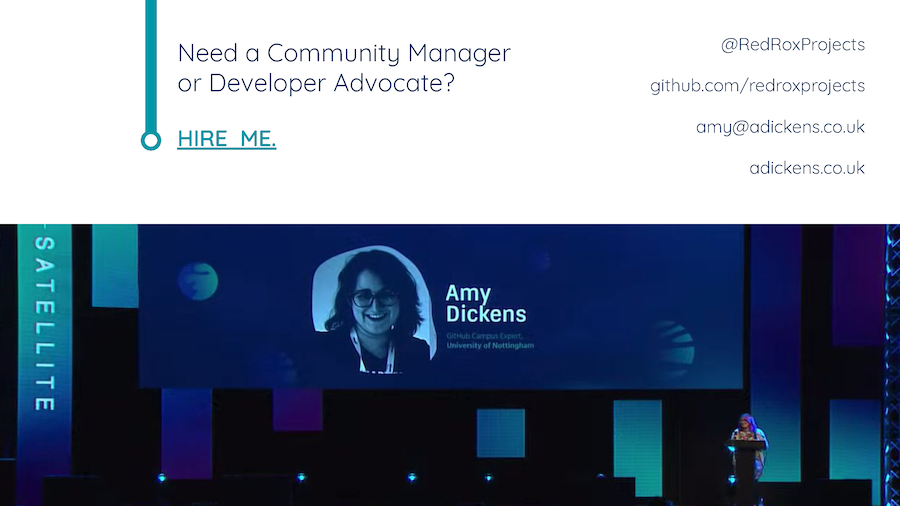 Need a Community Manager
or Developer Advocate?
HIRE ME.
@RedRoxProjects
github.com/redroxprojects
amy@adickens.co.uk
adickens.co.uk
SATELLITE
Amy
Dickens
GitHub Campus Expert,
University of Nottingham